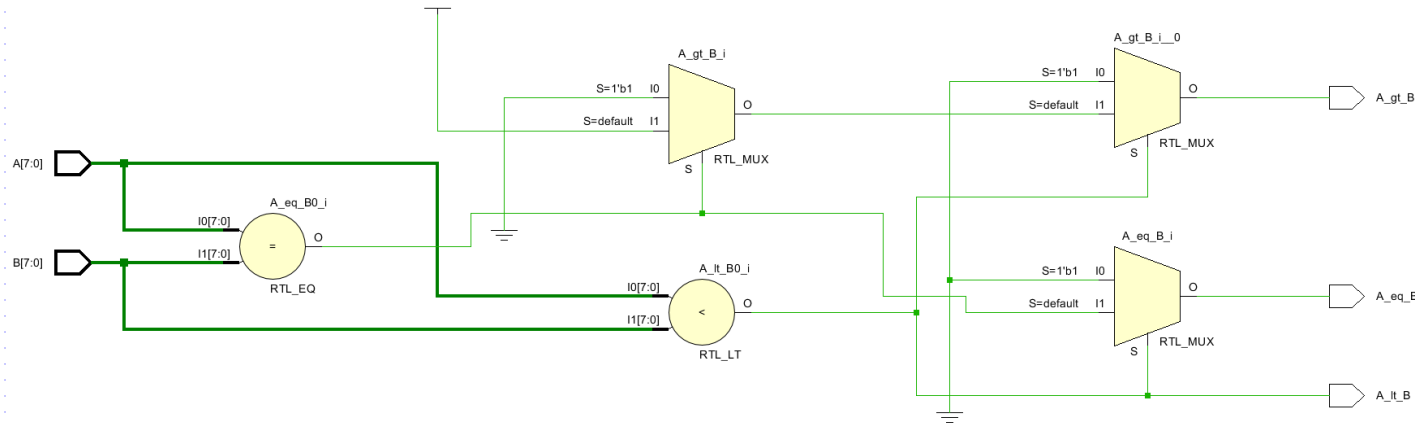 A_gt_B_i
S=1'b1 I0
S=default I1
O
S
RTL_MUX
A_gt_B_i__0
S=1'b1 I0
S=default I1
O
S
RTL_MUX
A_gt_B
A[7:0]
B[7:0]
A_eq_B0_i
I0[7:0]
I1[7:0]
=
O
RTL_EQ
A_lt_B0_i
I0[7:0]
I1[7:0]
<
O
RTL_LT
A_eq_B_i
S=1'b1 I0
S=default I1
O
S
RTL_MUX
A_eq_B
A_lt_B